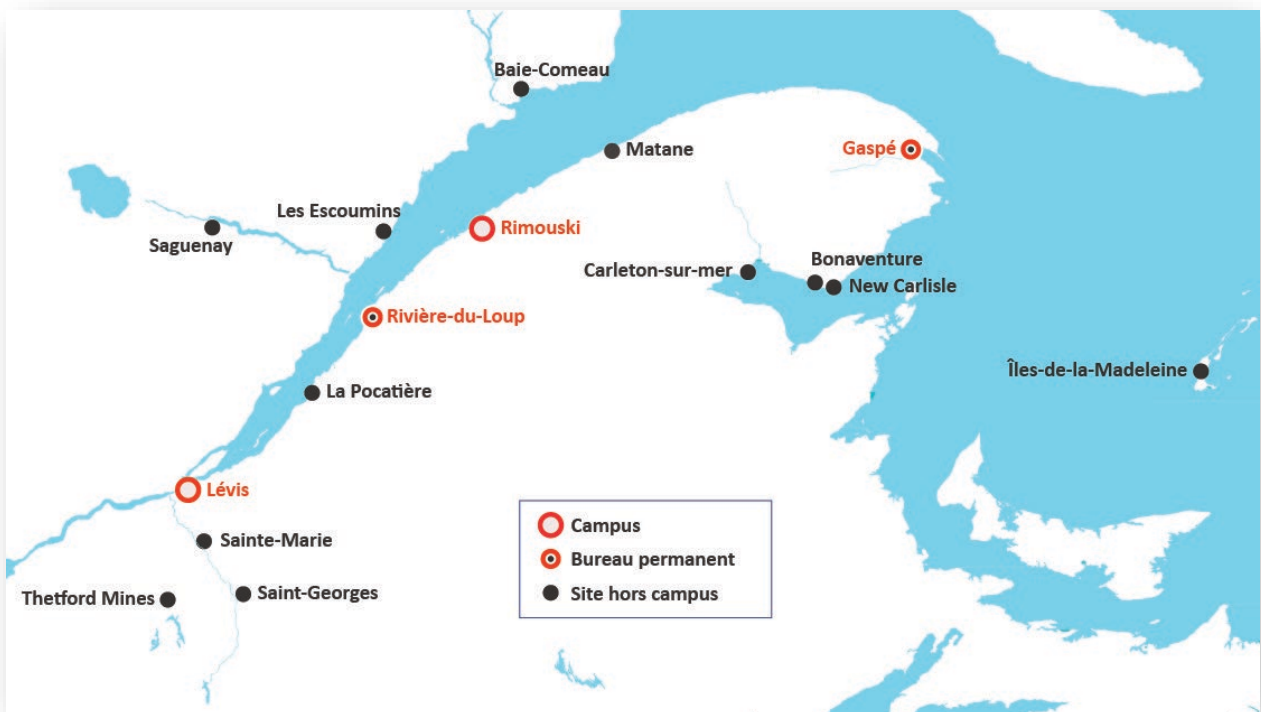 Baie-Comeau
Matane
Gaspé
Les Escoumins
Rimouski
Saguenay
Carleton-sur-mer
Bonaventure
New Carlisle
Rivière-du-Loup
Îles-de-la-Madeleine
La Pocatière
Lévis
Sainte-Marie
Thetford Mines
Saint-Georges
Campus
Bureau permanent
Site hors campus